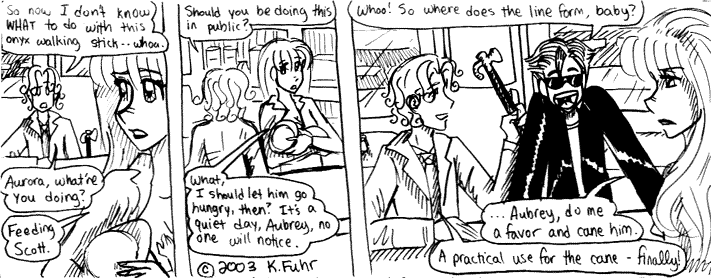 So now I don't know
WHAT to do with this
onyx walking stick -- whoa.
Aurora, what're
you doing?
Feeding
Scott.
Should you be doing this
in public?
What,
I should let him go
hungry, then? It's a
quiet day, Aubrey, no
one will notice.
© 2003 K.Fuhr
Whoo! So where does the line form, baby?
... Aubrey, do me
a favor and cane him.
A practical use for the cane - finally!